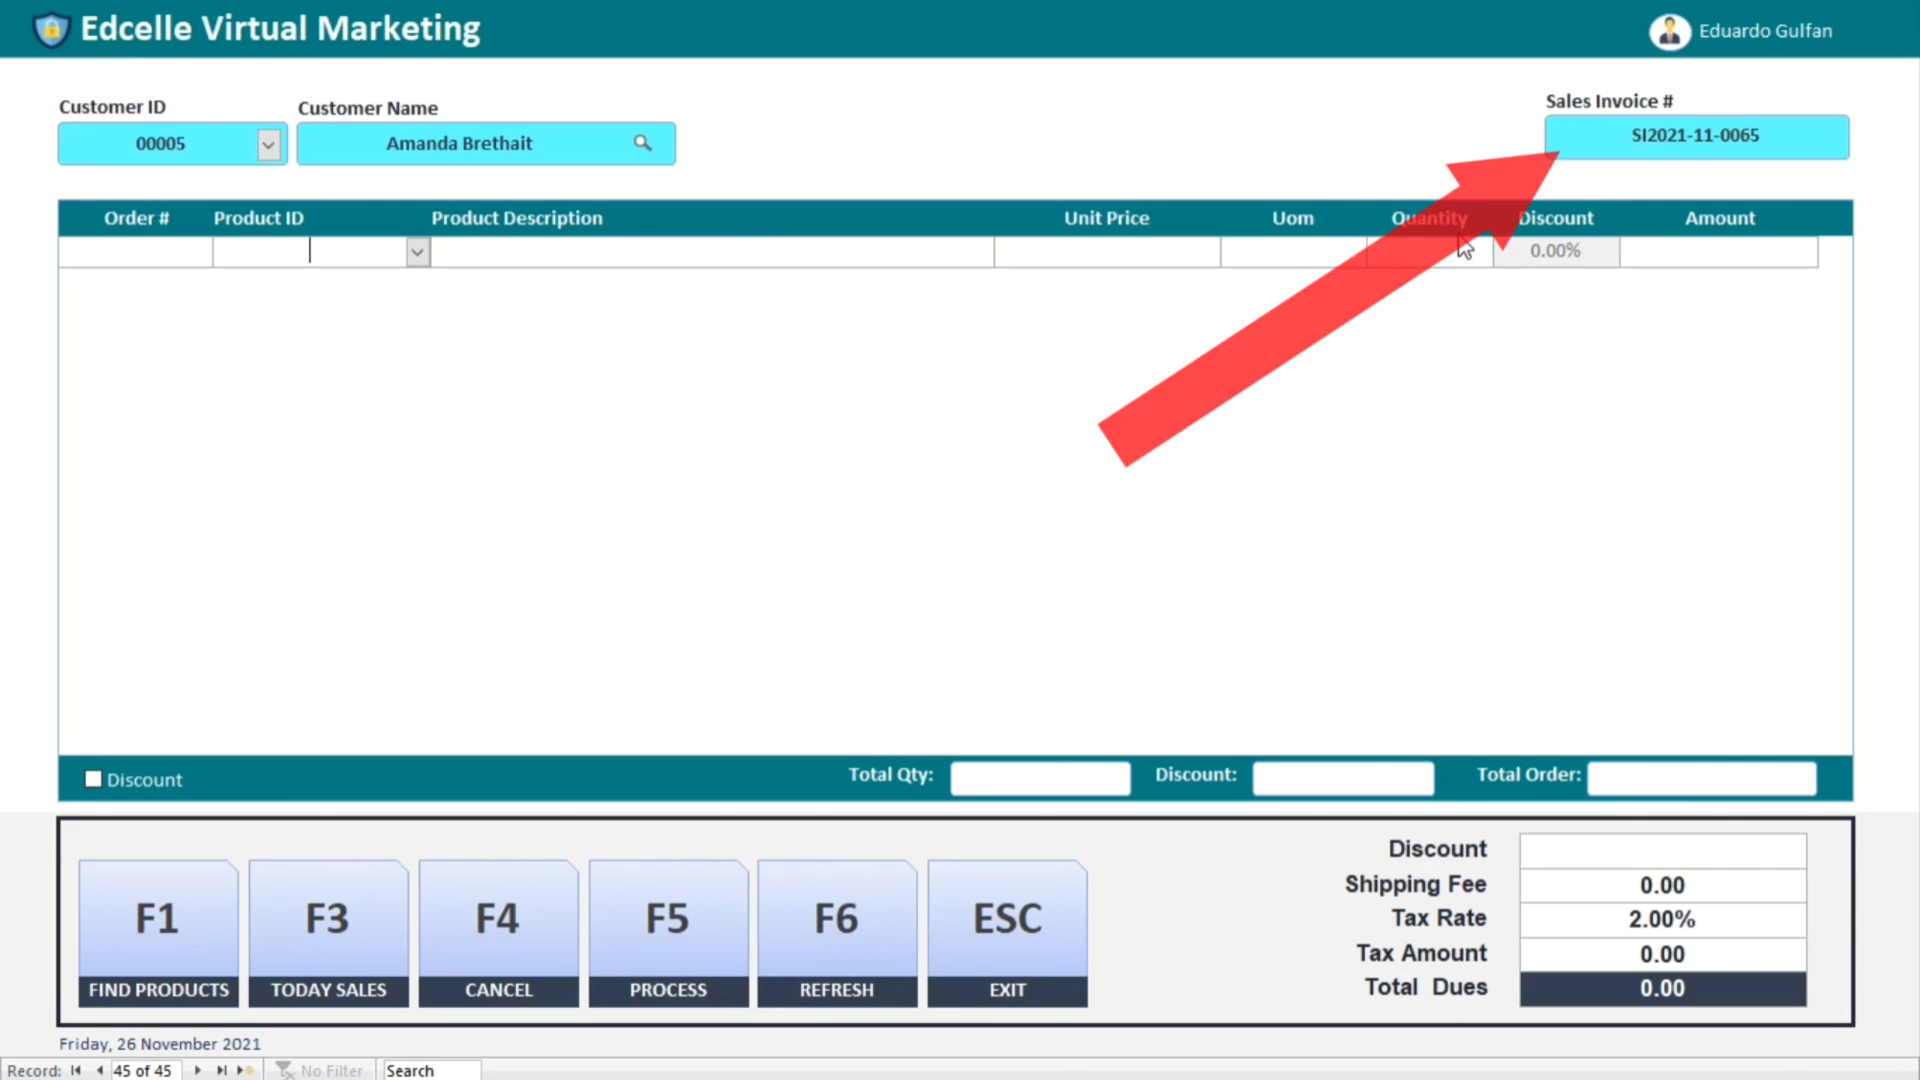 Edcelle Virtual Marketing
Eduardo Gulfan
Customer ID
Customer Name
Sales Invoice #
00005
Amanda Brethait
SI2021-11-0065
Order # Product ID Product Description Unit Price Uom Quantity Discount Amount
0.00%
Discount
Total Qty:
Discount:
Total Order:
F1
FIND PRODUCTS
F3
TODAY SALES
F4
CANCEL
F5
PROCESS
F6
REFRESH
ESC
EXIT
Discount
Shipping Fee 0.00
Tax Rate 2.00%
Tax Amount 0.00
Total Dues 0.00
Friday, 26 November 2021
Record: 45 of 45 No Filter Search